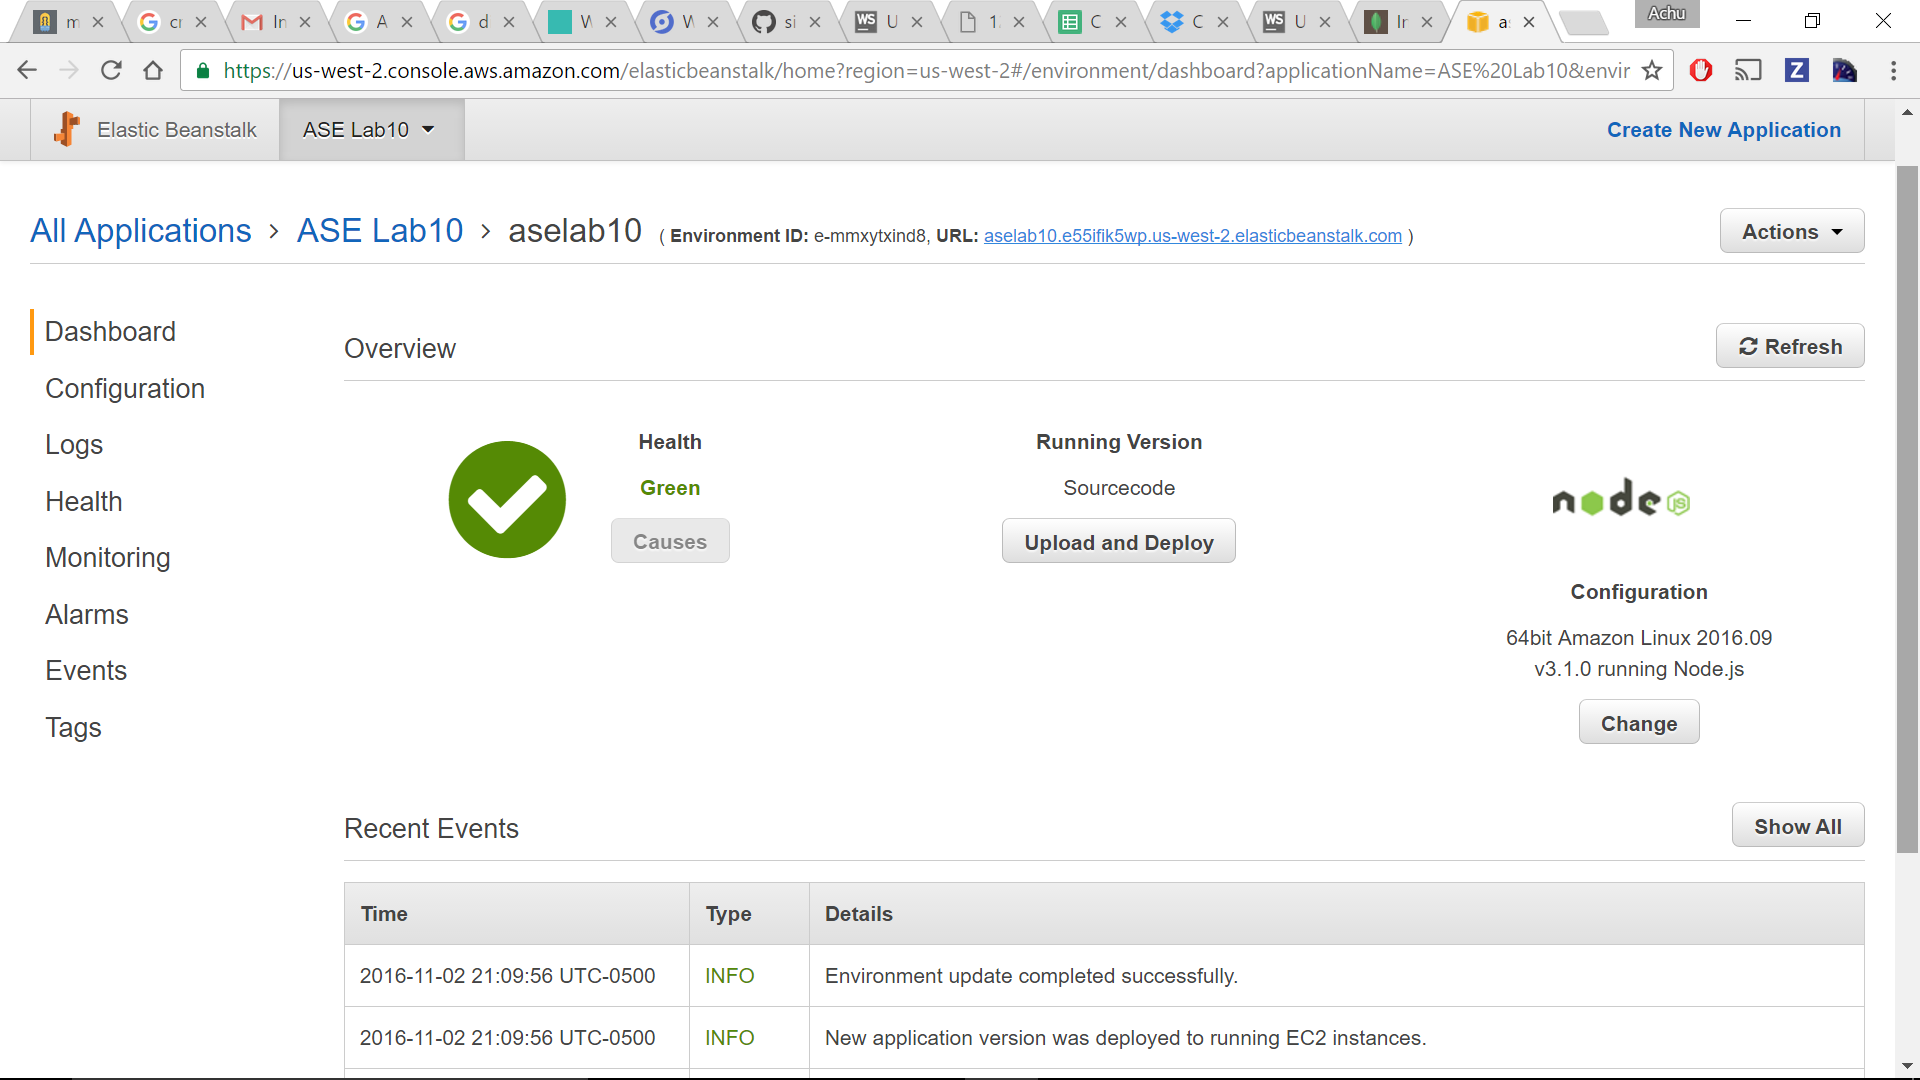 m
cr
In
A
d
W
W
si
U
1
C
C
U
In
a
Achu
https://us-west-2.console.aws.amazon.com/elasticbeanstalk/home?region=us-west-2#/environment/dashboard?applicationName=ASE%20Lab10&envir
Z
Elastic Beanstalk
ASE Lab10
Create New Application
All Applications > ASE Lab10 > aselab10 ( Environment ID: e-mmxytxind8, URL: aselab10.e55ifik5wp.us-west-2.elasticbeanstalk.com )
Actions
Dashboard
Configuration
Logs
Health
Monitoring
Alarms
Events
Tags
Overview
Refresh
Health
Green
Causes
Running Version
Sourcecode
Upload and Deploy
node JS
Configuration
64bit Amazon Linux 2016.09
v3.1.0 running Node.js
Change
Recent Events
Show All
Time Type Details
2016-11-02 21:09:56 UTC-0500 INFO Environment update completed successfully.
2016-11-02 21:09:56 UTC-0500 INFO New application version was deployed to running EC2 instances.